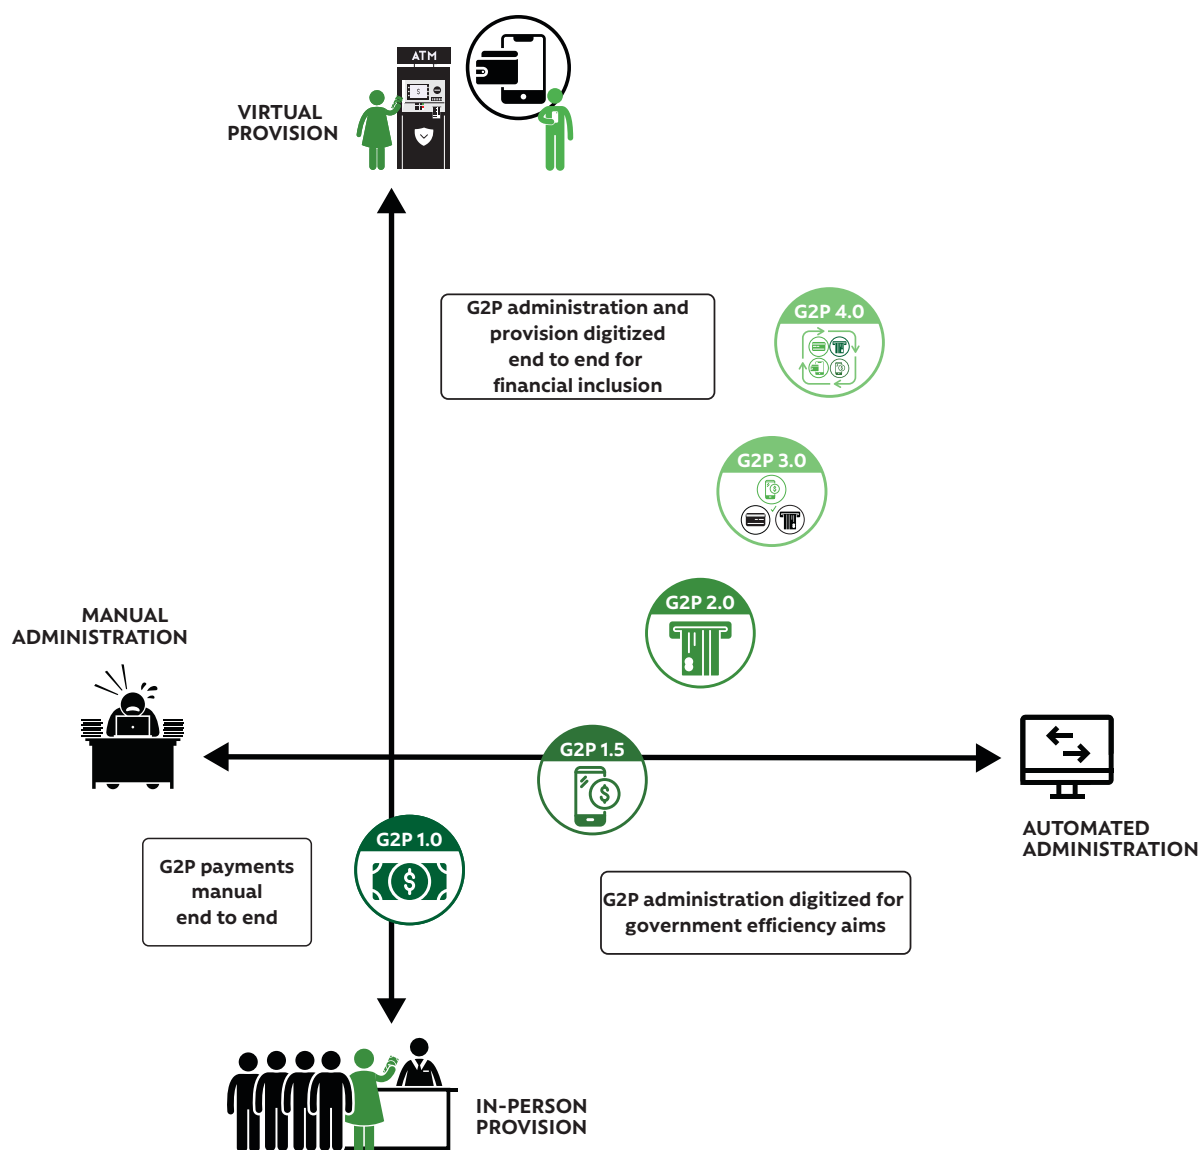 ATM
VIRTUAL
PROVISION
G2P administration and
provision digitized
end to end for
financial inclusion
G2P 4.0
G2P 3.0
G2P 2.0
MANUAL
ADMINISTRATION
G2P 1.5
AUTOMATED
ADMINISTRATION
G2P 1.0
G2P payments
manual
end to end
G2P administration digitized for
government efficiency aims
IN-PERSON
PROVISION